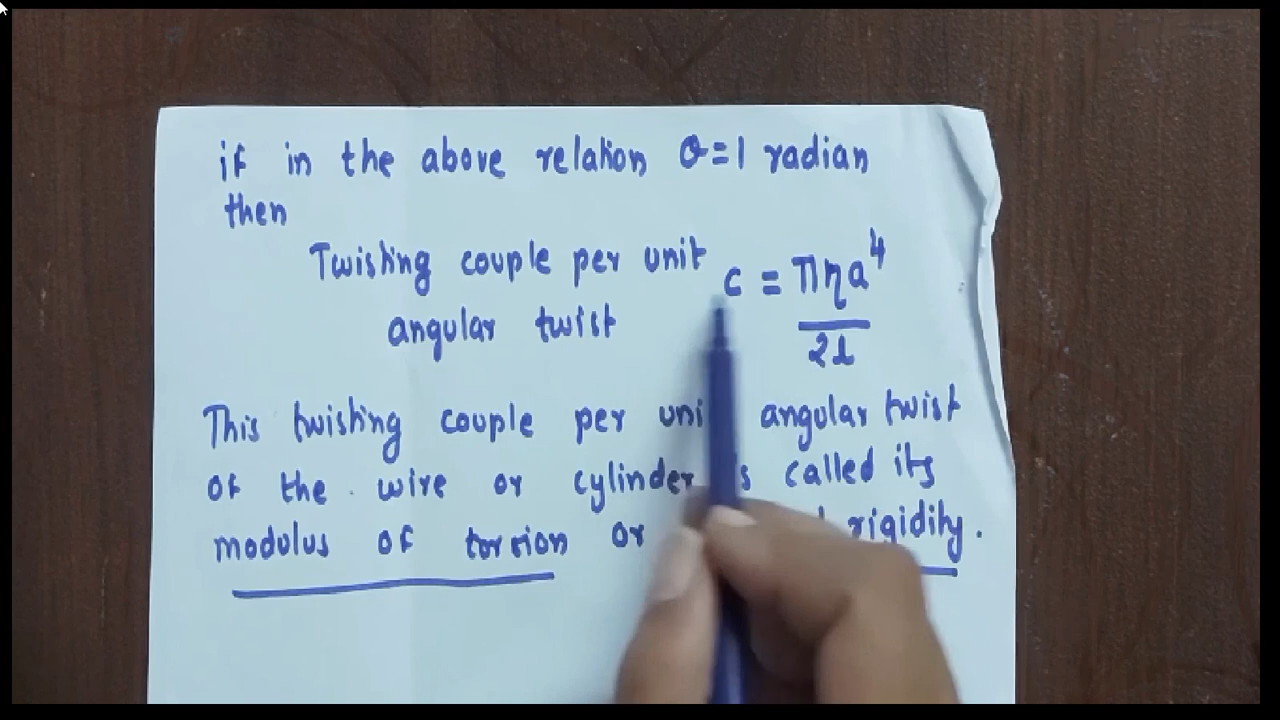 if in the above relation θ=1 radian
then
Twisting couple per unit
angular twist
c = πηa⁴
2l
This twisting couple per uni angular twist
of the wire or cylinder s called its
modulus of torsion or rigidity.